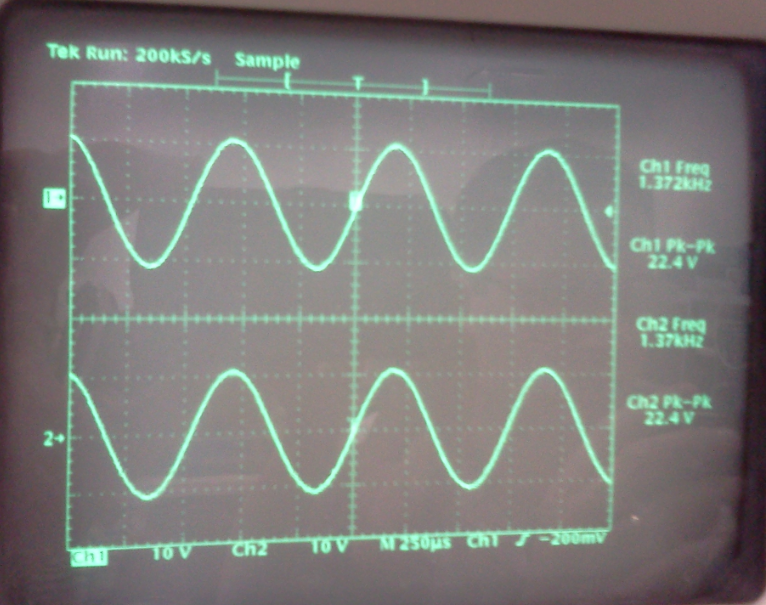 Tek Run: 200kS/s Sample
[ T ]
Ch1 Freq
1.372kHz
1→
Ch1 Pk-Pk
22.4 V
Ch2 Freq
1.37kHz
Ch2 Pk-Pk
22.4 V
2→
Ch1 10 V Ch2 10 V M 250µs Ch1 ƒ -200mV